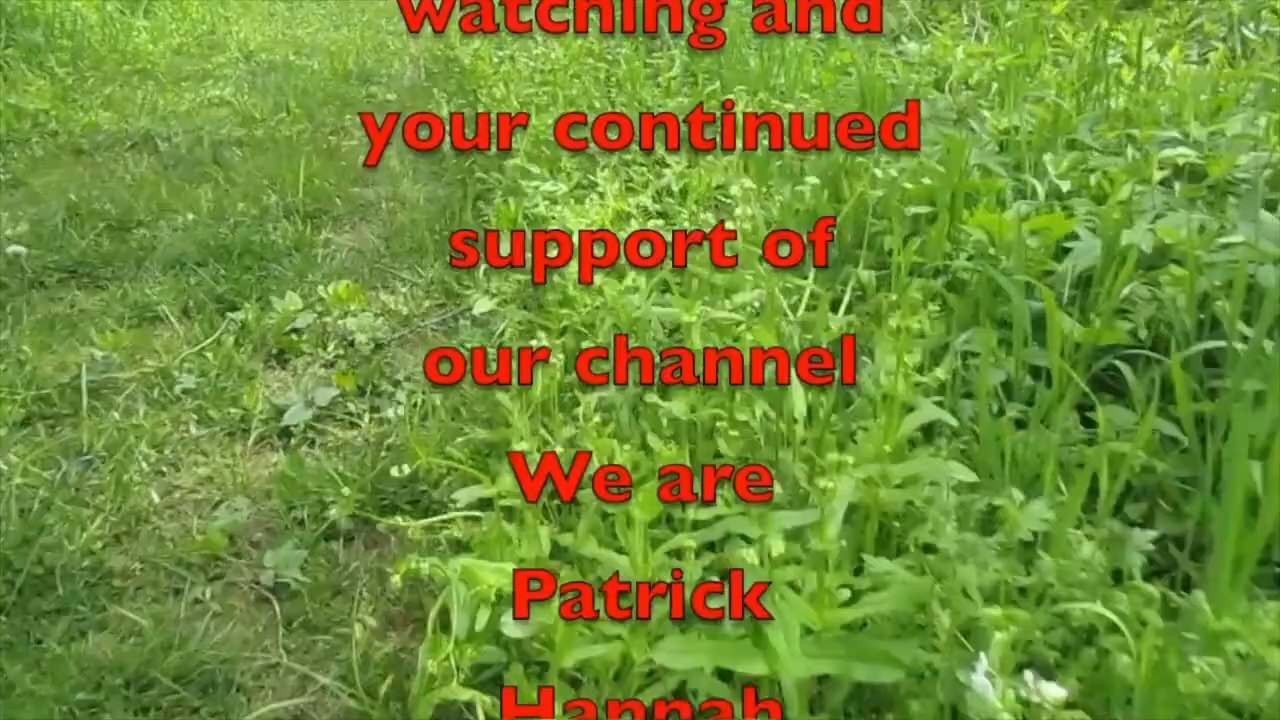 watching and
your continued
support of
our channel
We are
Patrick
Hannah